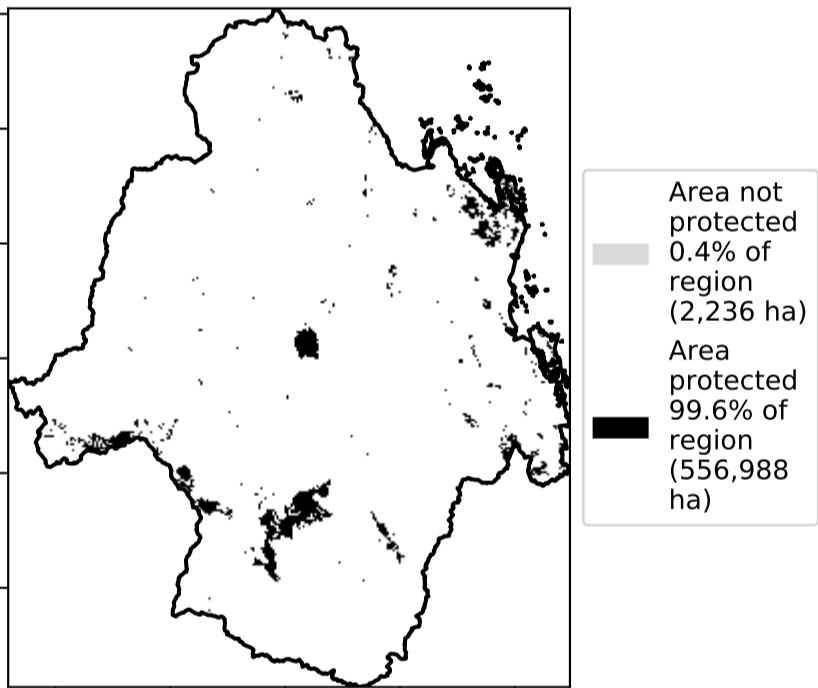 Area not
protected
0.4% of
region
(2,236 ha)
Area
protected
99.6% of
region
(556,988
ha)